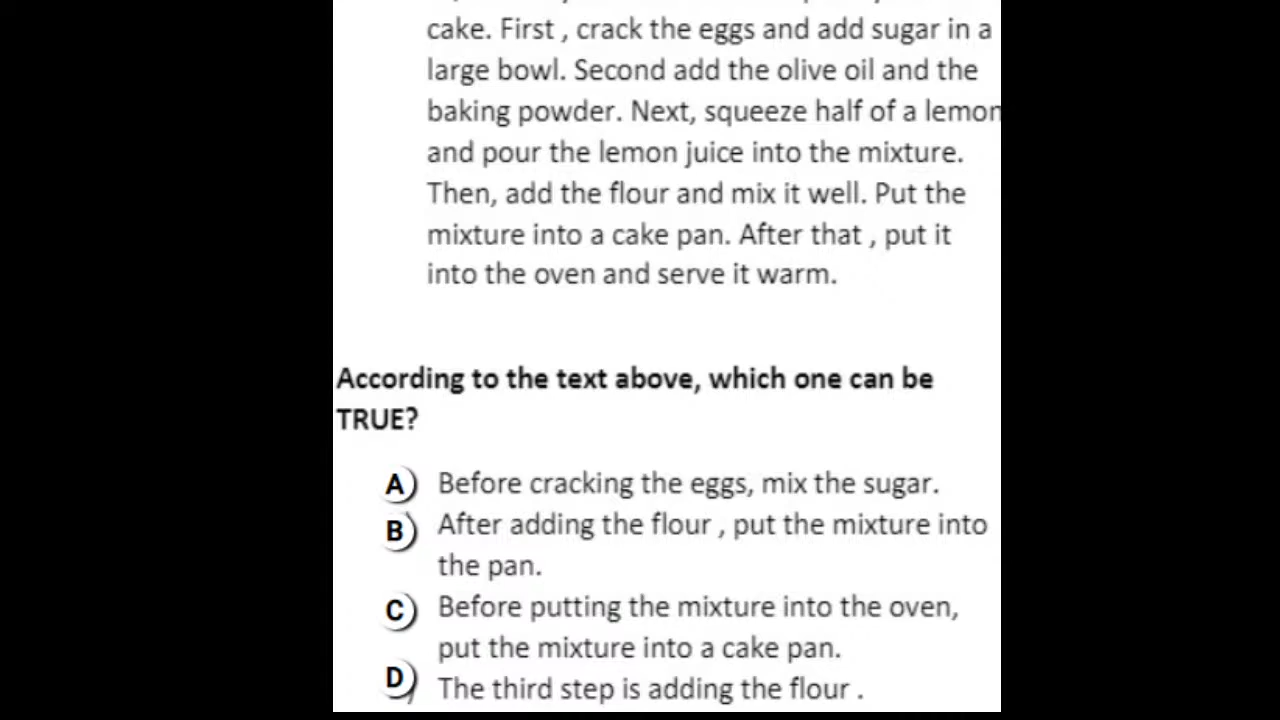 cake. First , crack the eggs and add sugar in a
large bowl. Second add the olive oil and the
baking powder. Next, squeeze half of a lemon
and pour the lemon juice into the mixture.
Then, add the flour and mix it well. Put the
mixture into a cake pan. After that , put it
into the oven and serve it warm.
According to the text above, which one can be
TRUE?
A) Before cracking the eggs, mix the sugar.
B) After adding the flour , put the mixture into
the pan.
C) Before putting the mixture into the oven,
put the mixture into a cake pan.
D) The third step is adding the flour .